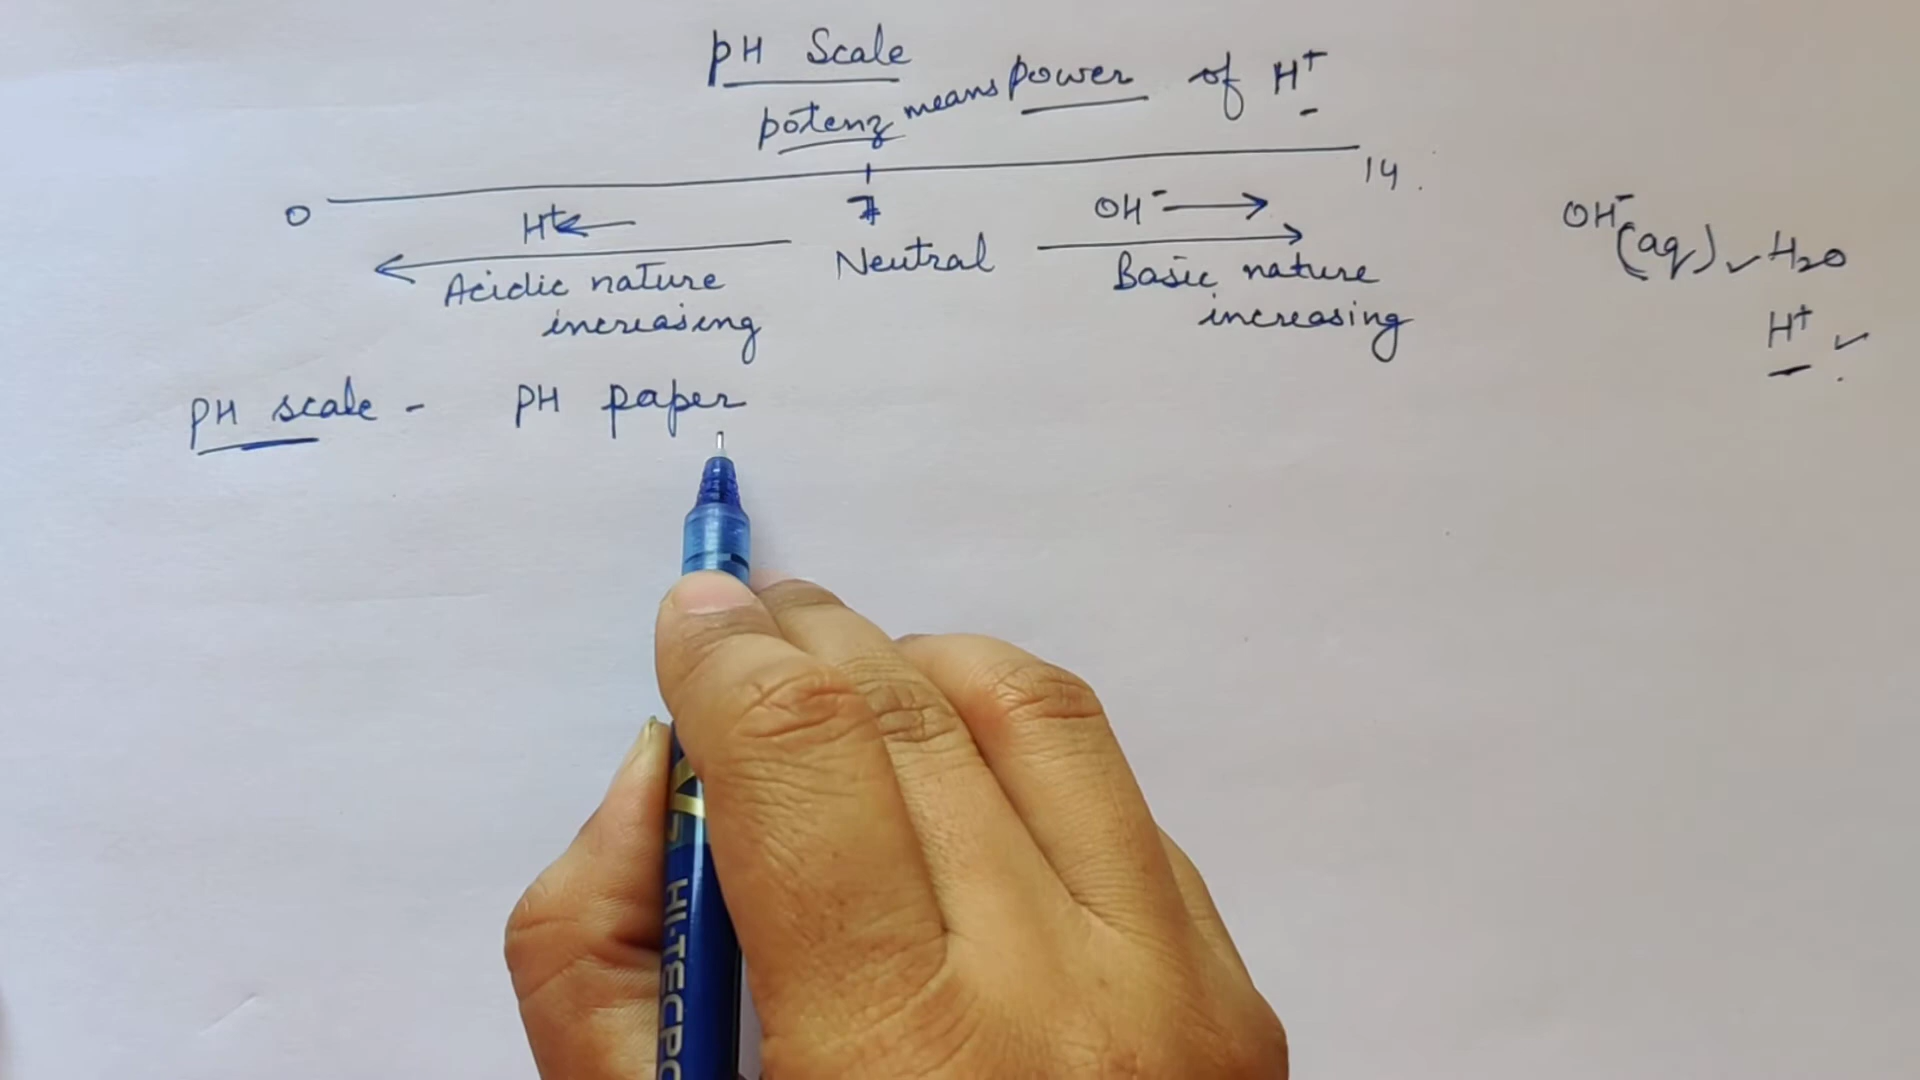 pH Scale
potenz means power of H⁺
0 7 14
H⁺ ← OH⁻ →
Acidic nature increasing
Neutral
Basic nature increasing
OH⁻(aq) ✓ H₂O
H⁺ ✓
pH scale - PH paper
HI-TECPO